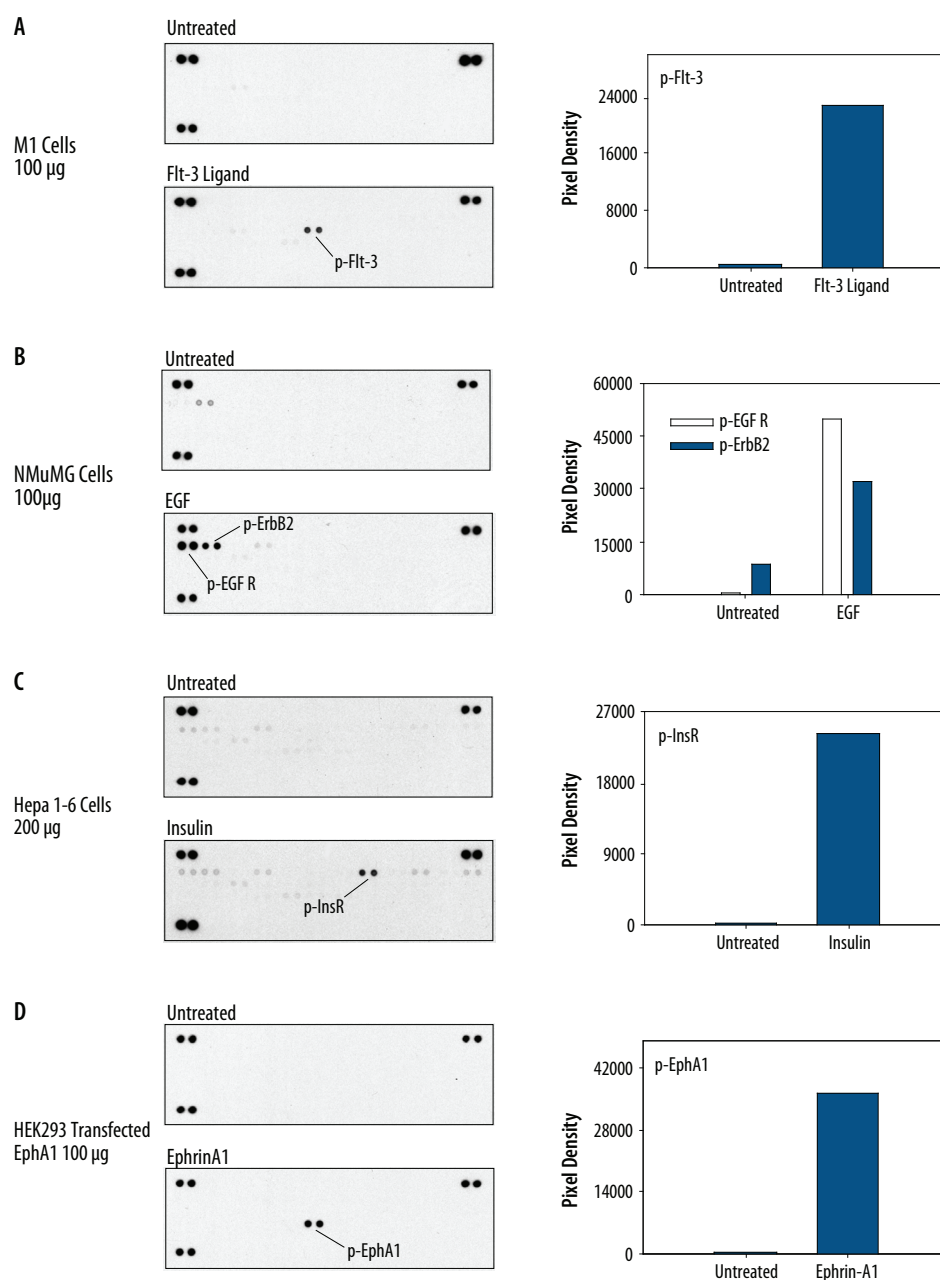 A
Untreated
M1 Cells
100 µg
Flt-3 Ligand
p-Flt-3
p-Flt-3
Pixel Density
24000
16000
8000
0
Untreated
Flt-3 Ligand
B
Untreated
NMuMG Cells
100µg
EGF
p-ErbB2
p-EGF R
Pixel Density
60000
45000
30000
15000
0
p-EGF R
p-ErbB2
Untreated
EGF
C
Untreated
Hepa 1-6 Cells
200 µg
Insulin
p-InsR
p-InsR
Pixel Density
27000
18000
9000
0
Untreated
Insulin
D
Untreated
HEK293 Transfected
EphA1 100 µg
EphrinA1
p-EphA1
p-EphA1
Pixel Density
42000
28000
14000
0
Untreated
Ephrin-A1